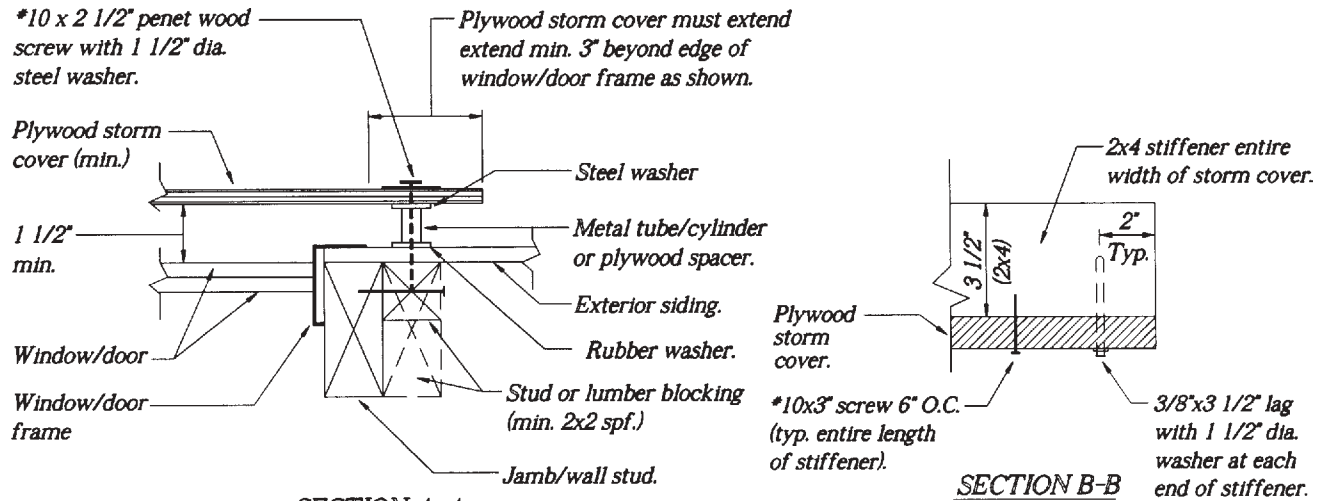 #10 x 2 1/2" penet wood
screw with 1 1/2" dia.
steel washer.
Plywood storm cover must extend
extend min. 3" beyond edge of
window/door frame as shown.
Plywood storm
cover (min.)
Steel washer
1 1/2"
min.
Metal tube/cylinder
or plywood spacer.
Exterior siding.
Rubber washer.
Window/door
Window/door
frame
Stud or lumber blocking
(min. 2x2 spf.)
Jamb/wall stud.
2x4 stiffener entire
width of storm cover.
3 1/2"
(2x4)
2"
Typ.
Plywood
storm
cover.
#10x3" screw 6" O.C.
(typ. entire length
of stiffener).
3/8"x3 1/2" lag
with 1 1/2" dia.
washer at each
end of stiffener.
SECTION B-B